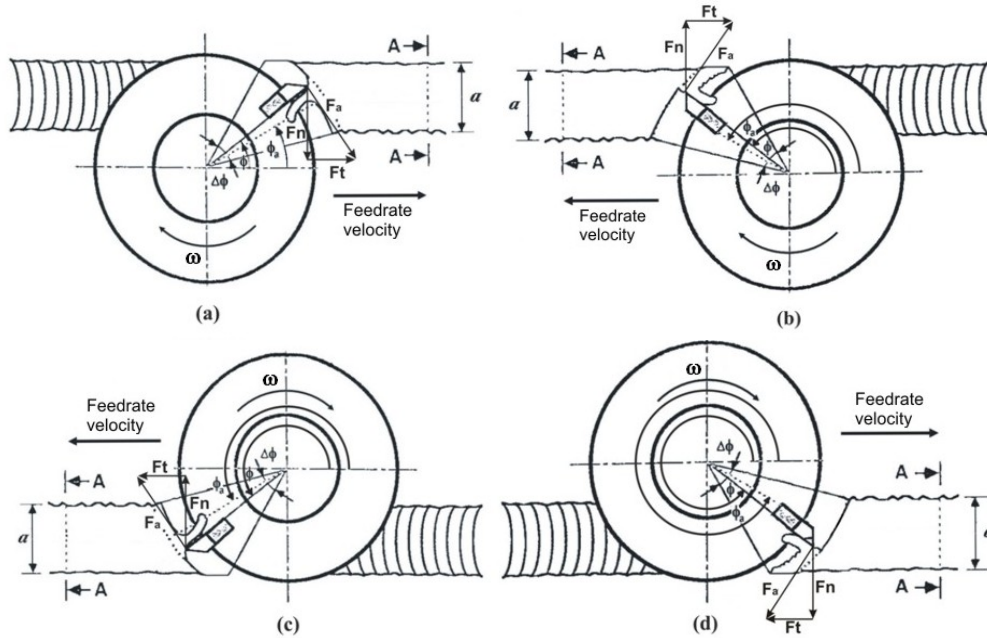 A
a
Fa
Fn
ϕa
ϕ
Δϕ
Ft
A
Feedrate
velocity
ω
(a)
Ft
A
Fn
Fa
a
A
ϕa
ϕ
Δϕ
Feedrate
velocity
ω
(b)
Feedrate
velocity
ω
Δϕ
Ft
ϕa
ϕ
A
Fn
a
Fa
A
(c)
ω
Feedrate
velocity
Δϕ
ϕ
ϕa
A
a
Fa
Fn
A
Ft
(d)